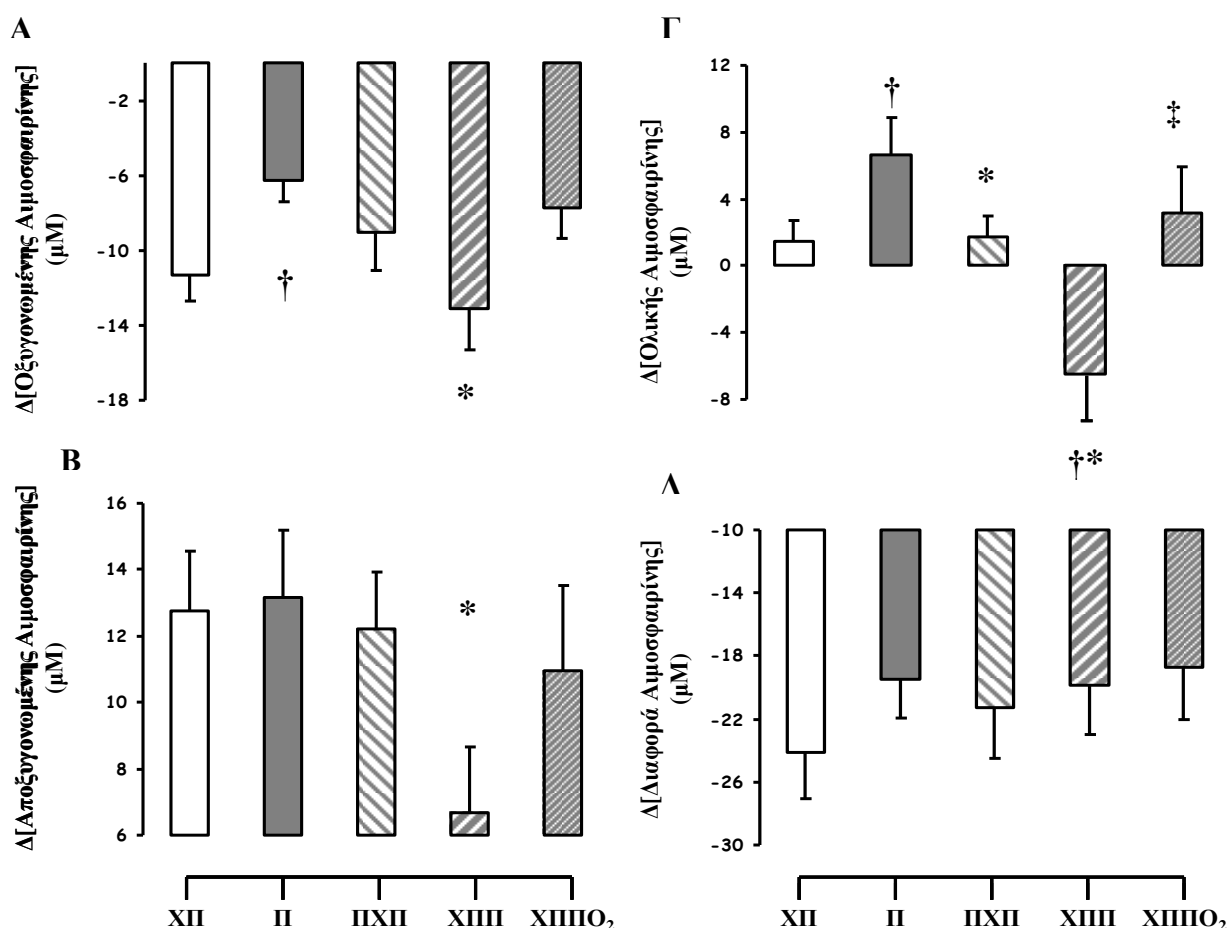 Α
Δ[Οξυγονομένης Αιμοσφαιρίνης]
(μΜ)
-2
-6
-10
-14
-18
†
*
Β
Δ[Αποξυγονομένης Αιμοσφαιρίνης]
(μΜ)
16
14
12
10
8
6
*
ΧΠ
Π
ΠΧΠ
ΧΠΠ
ΧΠΠΟ2
Γ
Δ[Ολικής Αιμοσφαιρίνης]
(μΜ)
12
8
4
0
-4
-8
†
*
‡
†*
Δ
Δ[Διαφορά Αιμοσφαιρίνης]
(μΜ)
-10
-14
-18
-22
-26
-30
ΧΠ
Π
ΠΧΠ
ΧΠΠ
ΧΠΠΟ2